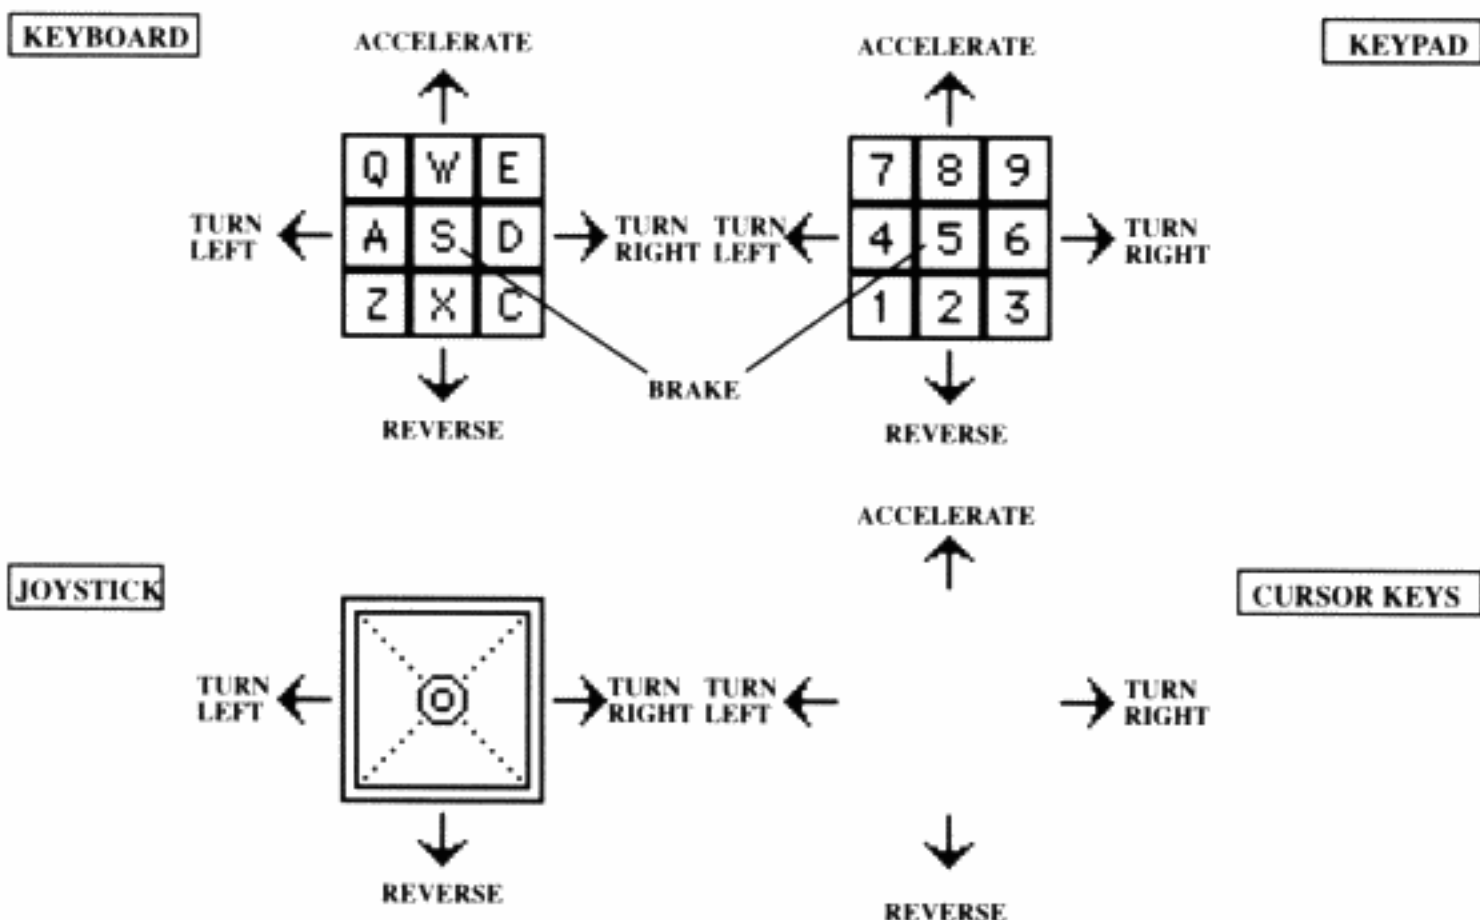 KEYBOARD
KEYPAD
ACCELERATE
ACCELERATE
Q W E
7 8 9
TURN
LEFT
A S D
TURN
RIGHT
TURN
LEFT
4 5 6
TURN
RIGHT
Z X C
1 2 3
BRAKE
REVERSE
REVERSE
ACCELERATE
JOYSTICK
CURSOR KEYS
TURN
LEFT
TURN
RIGHT
TURN
LEFT
TURN
RIGHT
REVERSE
REVERSE